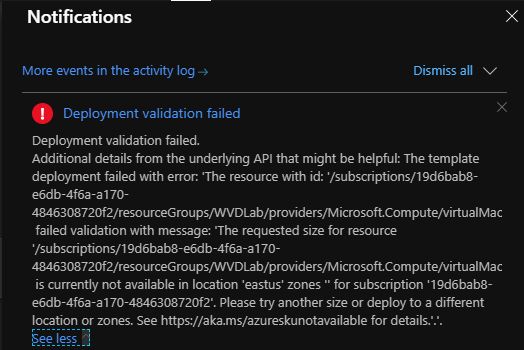 Notifications
More events in the activity log →
Dismiss all
Deployment validation failed
Deployment validation failed.
Additional details from the underlying API that might be helpful: The template
deployment failed with error: 'The resource with id: '/subscriptions/19d6bab8-
e6db-4f6a-a170-
4846308720f2/resourceGroups/WVDLab/providers/Microsoft.Compute/virtualMac
failed validation with message: 'The requested size for resource
'/subscriptions/19d6bab8-e6db-4f6a-a170-
4846308720f2/resourceGroups/WVDLab/providers/Microsoft.Compute/virtualMac
is currently not available in location 'eastus' zones '' for subscription '19d6bab8-
e6db-4f6a-a170-4846308720f2'. Please try another size or deploy to a different
location or zones. See https://aka.ms/azureskunotavailable for details.'.'.
See less